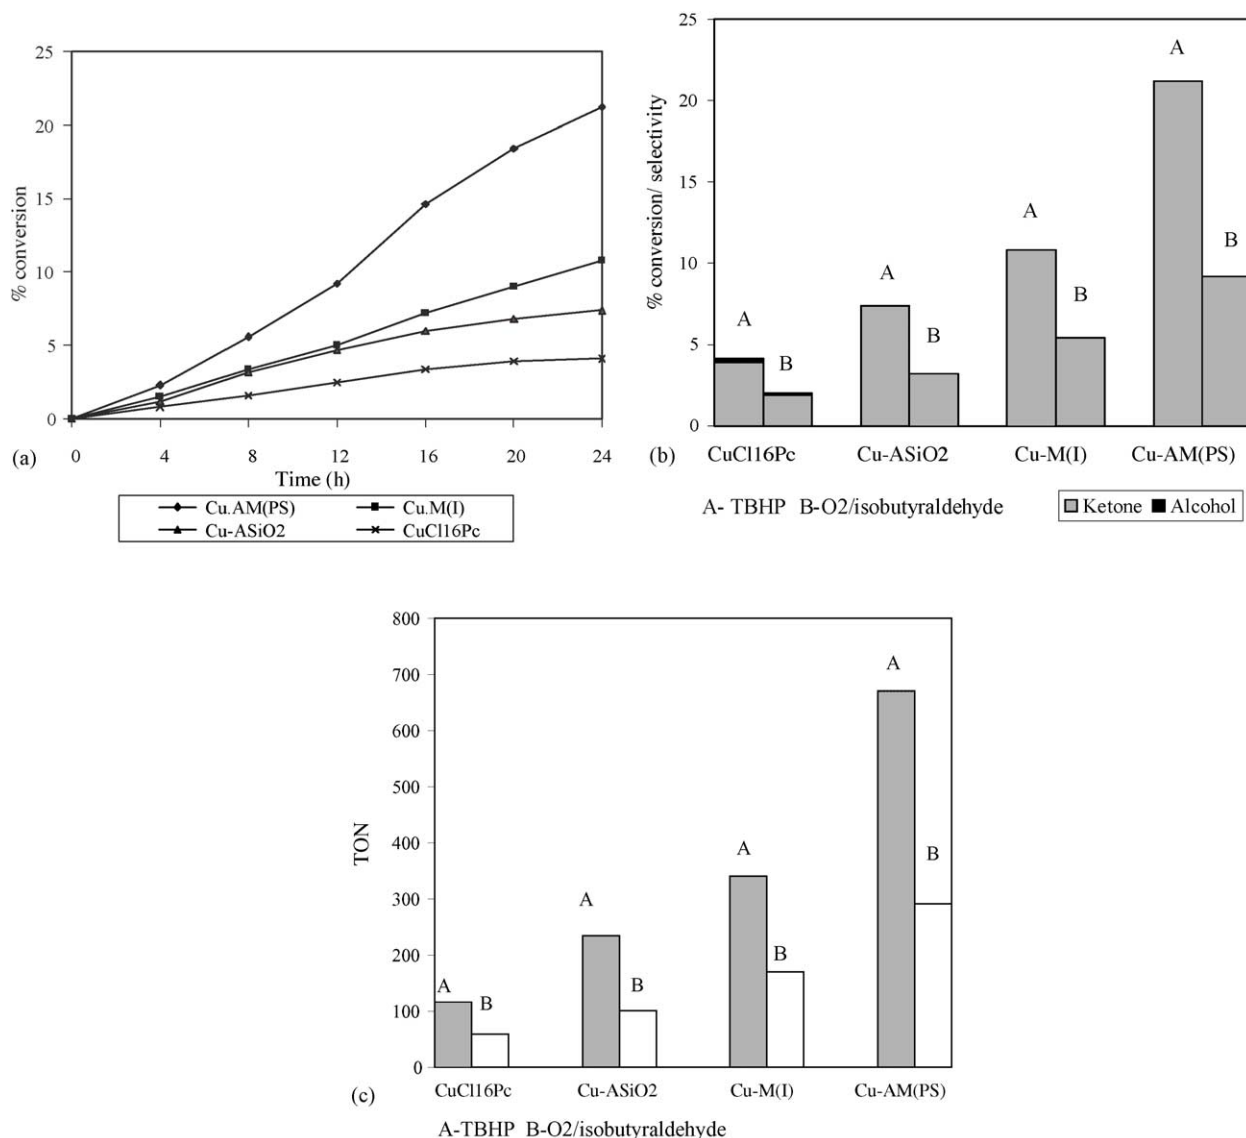 25
20
15
10
5
0
% conversion
0 4 8 12 16 20 24
Time (h)
(a)
Cu.AM(PS) Cu.M(I)
Cu-ASiO2 CuCl16Pc
25
20
15
10
5
0
% conversion/ selectivity
A
B
A
B
A
B
A
B
CuCl16Pc Cu-ASiO2 Cu-M(I) Cu-AM(PS)
(b)
A- TBHP B-O2/isobutyraldehyde
Ketone Alcohol
800
700
600
500
400
300
200
100
0
TON
A
B
A
B
A
B
A
B
CuCl16Pc Cu-ASiO2 Cu-M(I) Cu-AM(PS)
(c)
A-TBHP B-O2/isobutyraldehyde